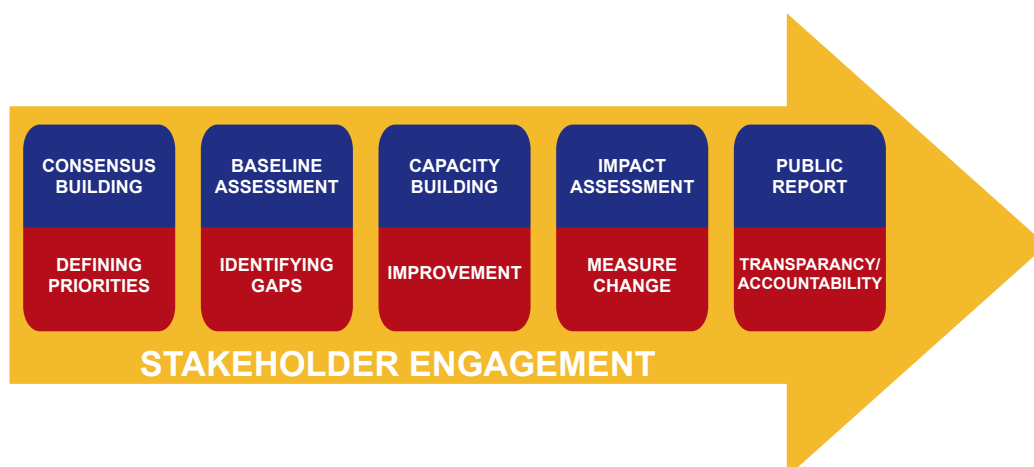 CONSENSUS
BUILDING
DEFINING
PRIORITIES
BASELINE
ASSESSMENT
IDENTIFYING
GAPS
CAPACITY
BUILDING
IMPROVEMENT
IMPACT
ASSESSMENT
MEASURE
CHANGE
PUBLIC
REPORT
TRANSPARANCY/
ACCOUNTABILITY
STAKEHOLDER ENGAGEMENT